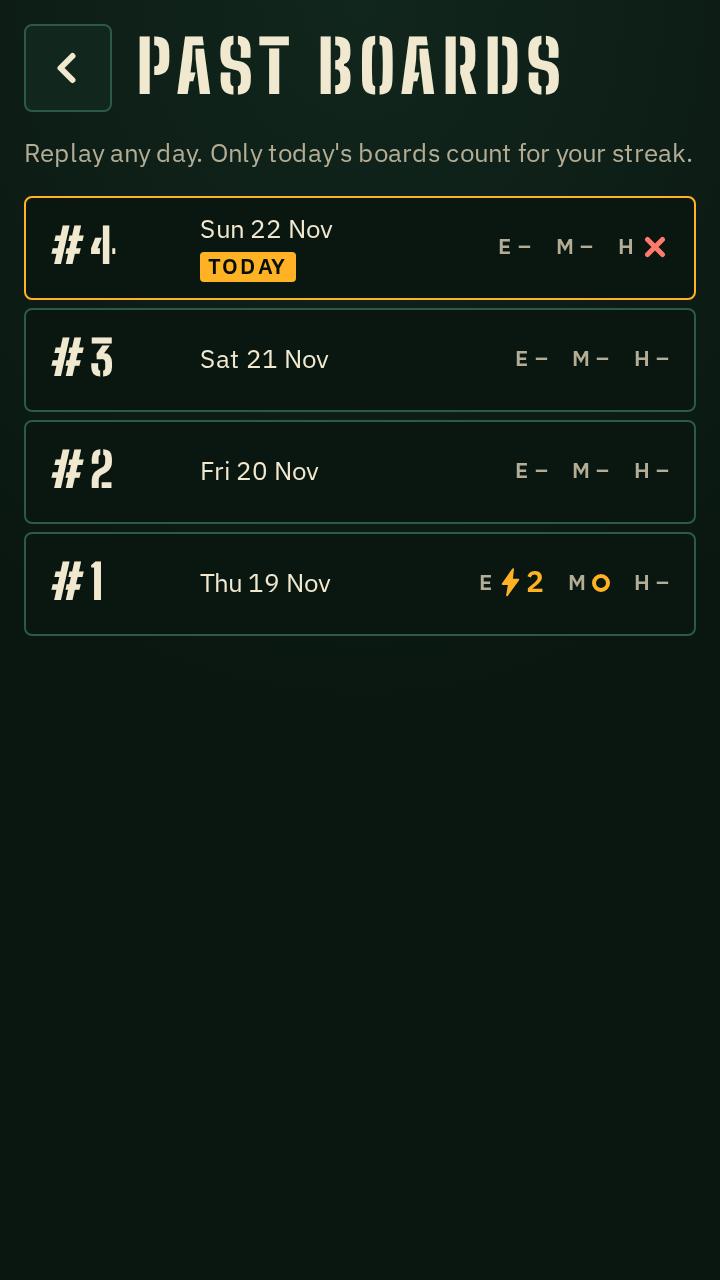 PAST BOARDS
Replay any day. Only today's boards count for your streak.
#4 Sun 22 Nov E – M – H ✕
TODAY
#3 Sat 21 Nov E – M – H –
#2 Fri 20 Nov E – M – H –
#1 Thu 19 Nov E ⚡2 M ○ H –